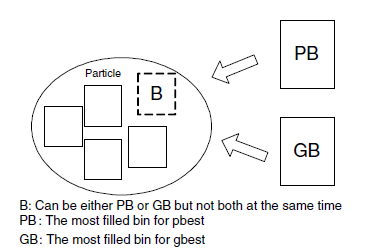 PB
Particle
B
GB
B: Can be either PB or GB but not both at the same time
PB: The most filled bin for pbest
GB: The most filled bin for gbest